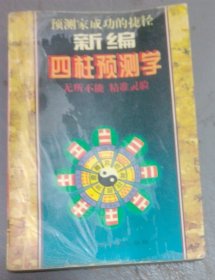 预测家成功的捷径
新编
四柱预测学
无所不能 精准灵验